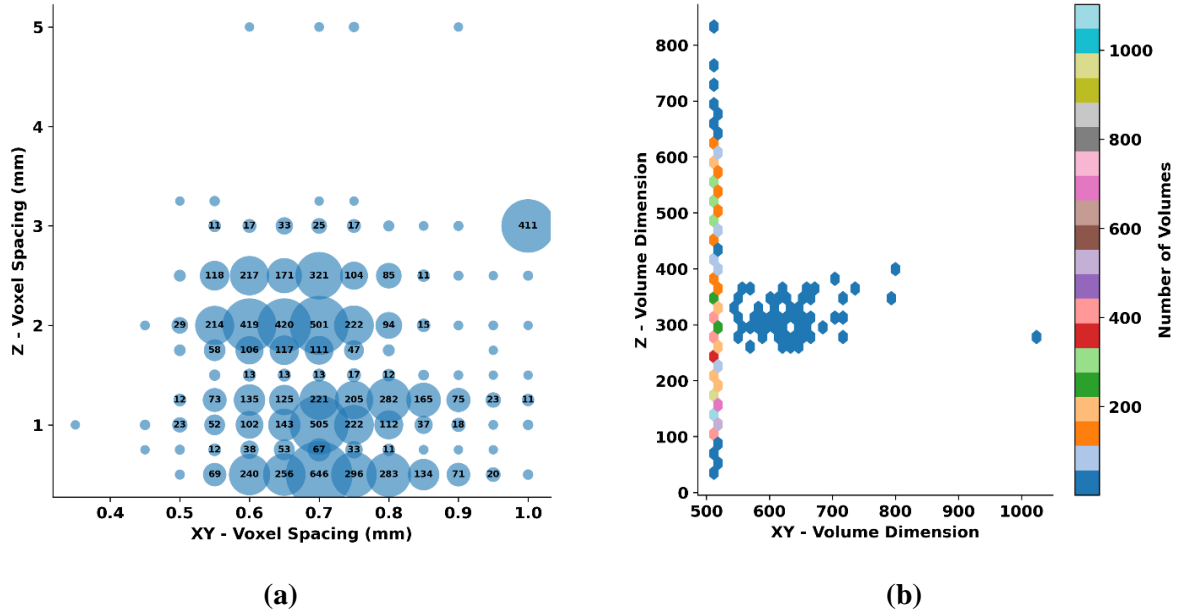 5
4
3
2
1
Z - Voxel Spacing (mm)
11 17 33 25 17 411
118 217 171 321 104 85 11
29 214 419 420 501 222 94 15
58 106 117 111 47
13 13 13 17 12
12 73 135 125 221 205 282 165 75 23 11
23 52 102 143 505 222 112 37 18
12 38 53 67 33 11
69 240 256 646 296 283 134 71 20
0.4 0.5 0.6 0.7 0.8 0.9 1.0
XY - Voxel Spacing (mm)
(a)
800
700
600
500
400
300
200
100
0
Z - Volume Dimension
500 600 700 800 900 1000
XY - Volume Dimension
1000
800
600
400
200
Number of Volumes
(b)